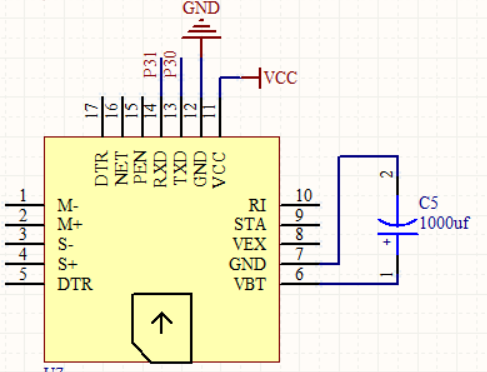 GND
P31
P30
VCC
17
16
15
14
13
12
11
DTR
NET
PEN
RXD
TXD
GND
VCC
1 M-
2 M+
3 S-
4 S+
5 DTR
RI 10
STA 9
VEX 8
GND 7
VBT 6
2
C5
1000uf
+
1